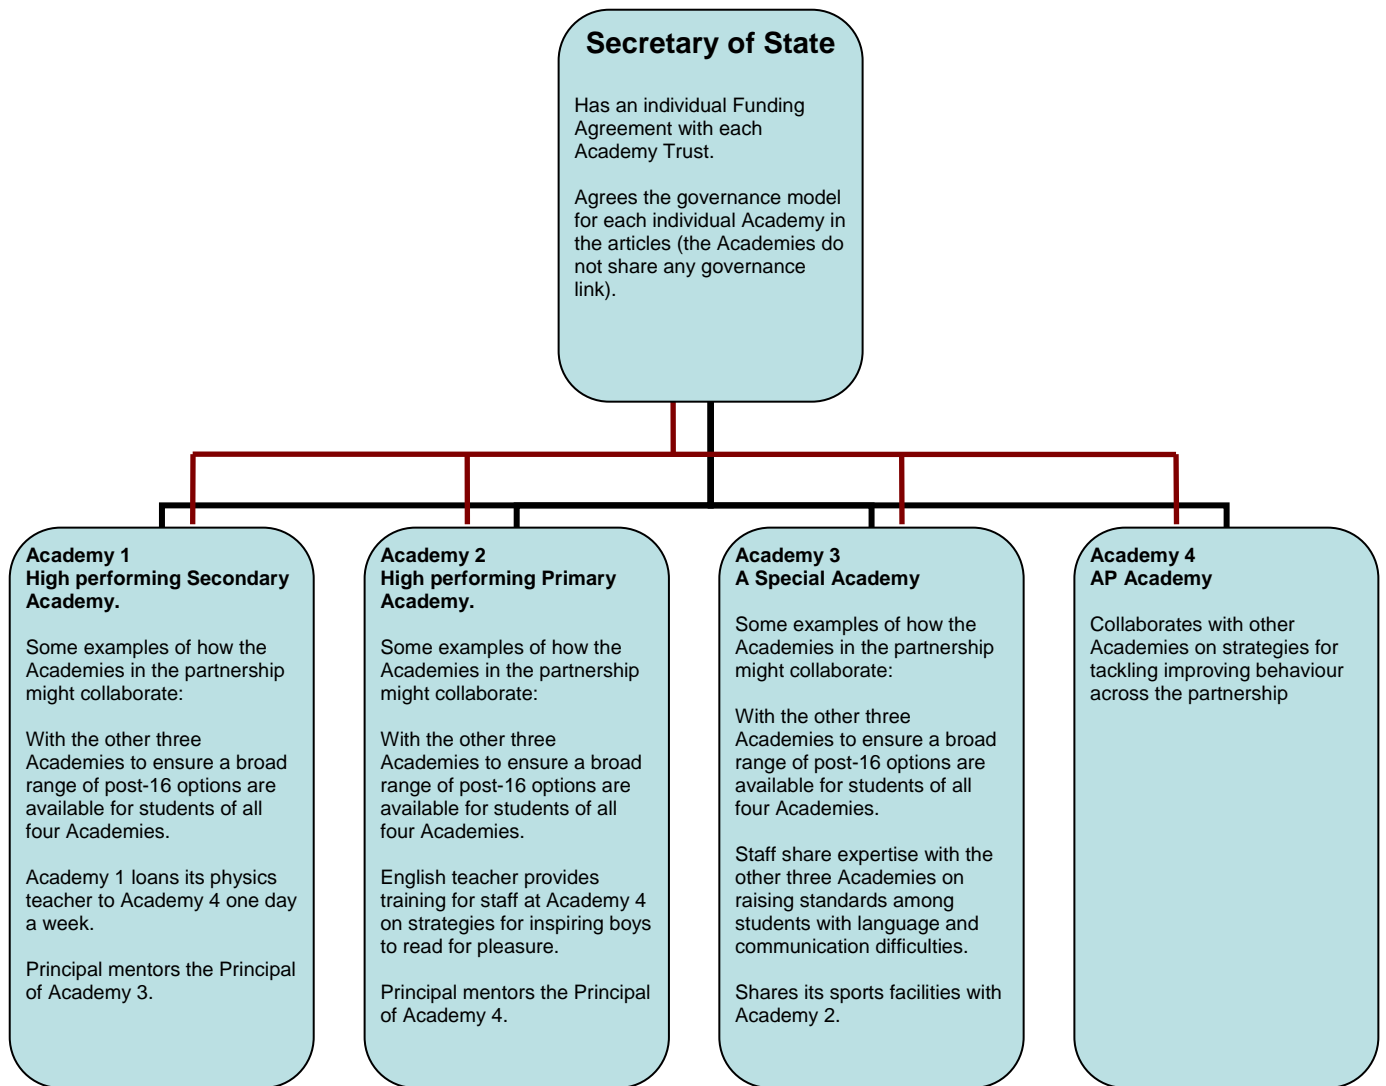 Secretary of State
Has an individual Funding
Agreement with each
Academy Trust.
Agrees the governance model
for each individual Academy in
the articles (the Academies do
not share any governance
link).
Academy 1
High performing Secondary
Academy.
Some examples of how the
Academies in the partnership
might collaborate:
With the other three
Academies to ensure a broad
range of post-16 options are
available for students of all
four Academies.
Academy 1 loans its physics
teacher to Academy 4 one day
a week.
Principal mentors the Principal
of Academy 3.
Academy 2
High performing Primary
Academy.
Some examples of how the
Academies in the partnership
might collaborate:
With the other three
Academies to ensure a broad
range of post-16 options are
available for students of all
four Academies.
English teacher provides
training for staff at Academy 4
on strategies for inspiring boys
to read for pleasure.
Principal mentors the Principal
of Academy 4.
Academy 3
A Special Academy
Some examples of how the
Academies in the partnership
might collaborate:
With the other three
Academies to ensure a broad
range of post-16 options are
available for students of all
four Academies.
Staff share expertise with the
other three Academies on
raising standards among
students with language and
communication difficulties.
Shares its sports facilities with
Academy 2.
Academy 4
AP Academy
Collaborates with other
Academies on strategies for
tackling improving behaviour
across the partnership